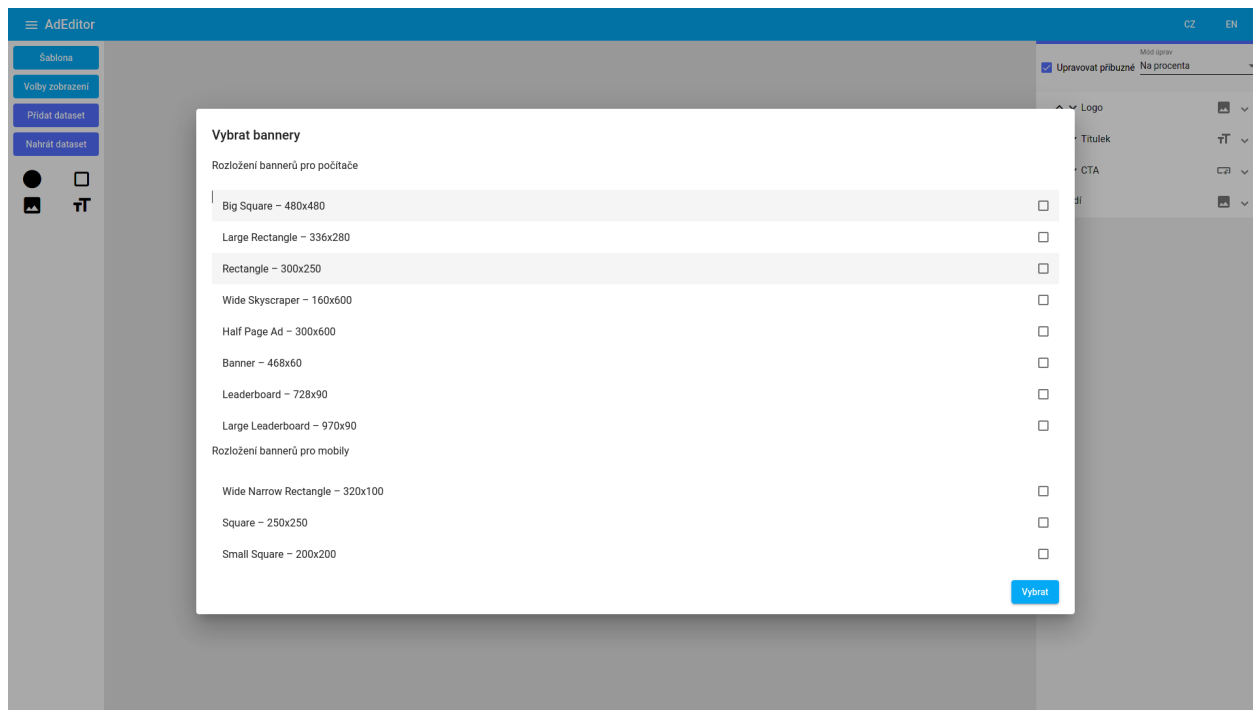 AdEditor
CZ
EN
Šablona
Volby zobrazení
Přidat dataset
Nahrát dataset
Mód úprav
Upravovat příbuzné
Na procenta
Logo
Titulek
CTA
Vybrat bannery
Rozložení bannerů pro počítače
Big Square – 480x480
Large Rectangle – 336x280
Rectangle – 300x250
Wide Skyscraper – 160x600
Half Page Ad – 300x600
Banner – 468x60
Leaderboard – 728x90
Large Leaderboard – 970x90
Rozložení bannerů pro mobily
Wide Narrow Rectangle – 320x100
Square – 250x250
Small Square – 200x200
Vybrat